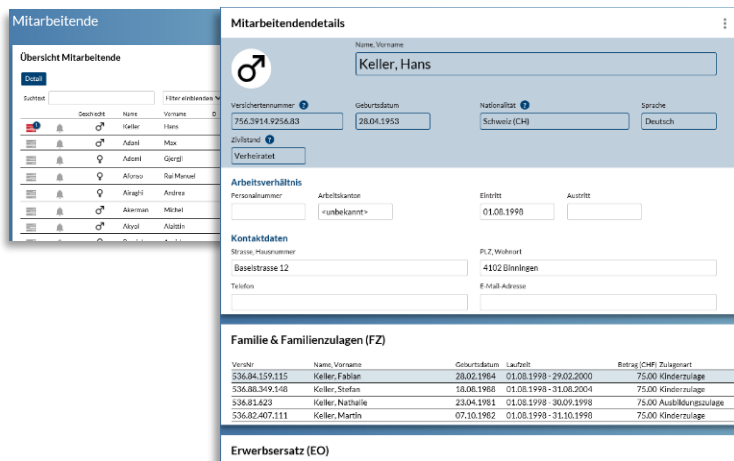 Mitarbeitende
Übersicht Mitarbeitende
Detail
Suchtext
Filter einblenden
Geschlecht Name Vorname D
1 Keller Hans
Adani Max
Ademi Gjergji
Afonso Rui Manuel
Airaghi Andrea
Akerman Michel
Akyol Alaittin
Mitarbeitendendetails
Name, Vorname
Keller, Hans
Versichertennummer ? Geburtsdatum Nationalität ? Sprache
756.3914.9256.83 28.04.1953 Schweiz (CH) Deutsch
Zivilstand ?
Verheiratet
Arbeitsverhältnis
Personalnummer Arbeitskanton Eintritt Austritt
<unbekannt> 01.08.1998
Kontaktdaten
Strasse, Hausnummer PLZ, Wohnort
Baselstrasse 12 4102 Binningen
Telefon E-Mail-Adresse
Familie & Familienzulagen (FZ)
VersNr Name, Vorname Geburtsdatum Laufzeit Betrag (CHF) Zulagenart
536.84.159.115 Keller, Fabian 28.02.1984 01.08.1998 - 29.02.2000 75.00 Kinderzulage
536.88.349.148 Keller, Stefan 18.08.1988 01.08.1998 - 31.08.2004 75.00 Kinderzulage
536.81.623 Keller, Nathalie 23.04.1981 01.08.1998 - 30.09.1998 75.00 Ausbildungszulage
536.82.407.111 Keller, Martin 07.10.1982 01.08.1998 - 31.10.1998 75.00 Kinderzulage
Erwerbsersatz (EO)